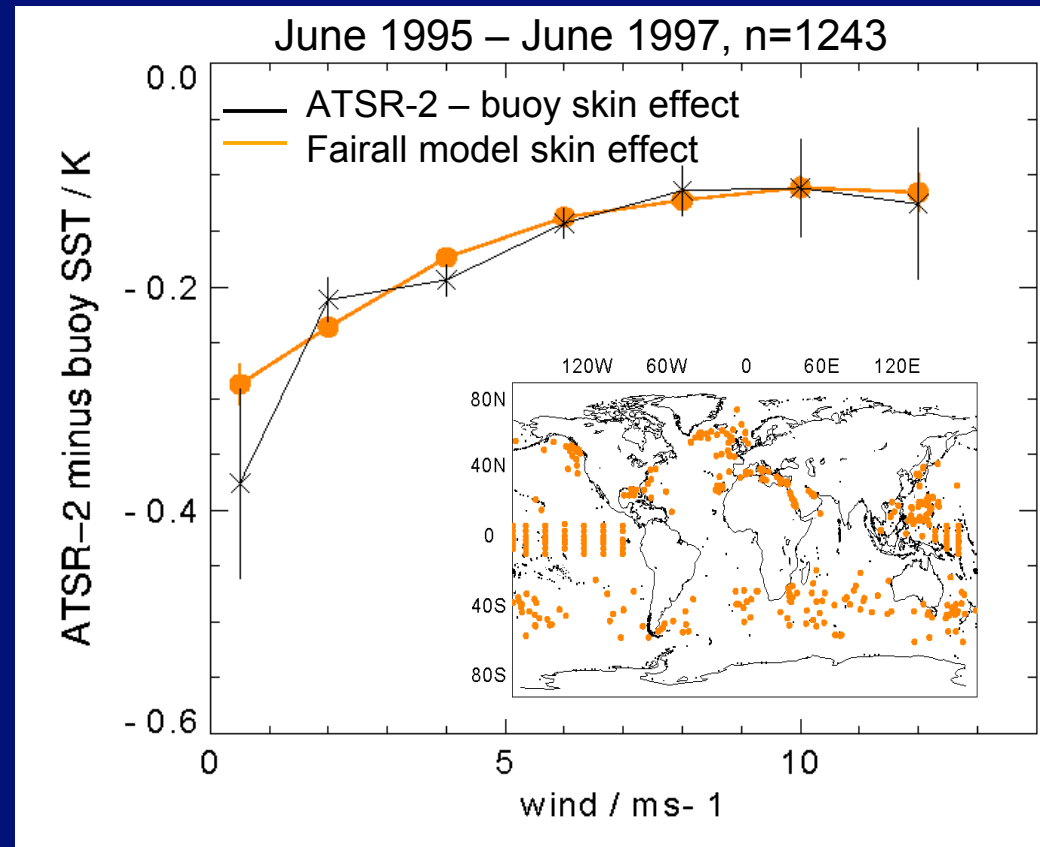 June 1995 – June 1997, n=1243
0.0
ATSR-2 – buoy skin effect
Fairall model skin effect
ATSR–2 minus buoy SST / K
- 0.2
- 0.4
- 0.6
120W 60W 0 60E 120E
80N
40N
0
40S
80S
0 5 10
wind / ms- 1